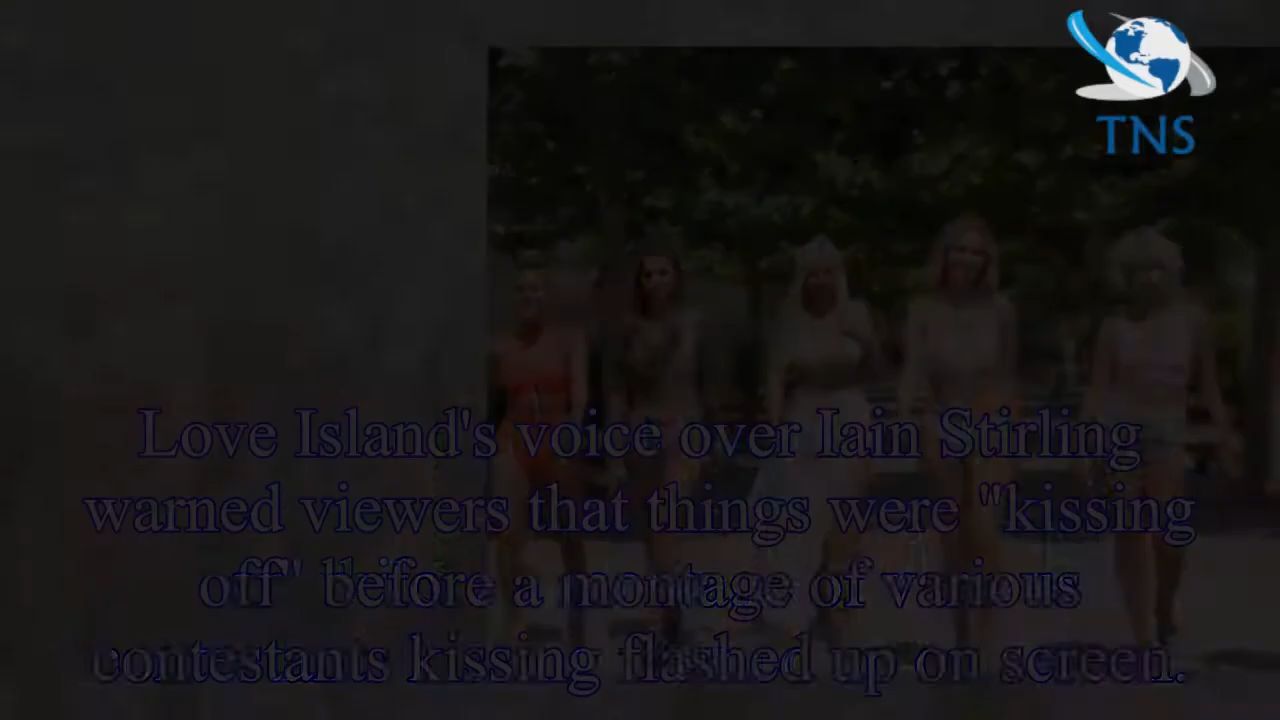 TNS
Love Island's voice over Iain Stirling
warned viewers that things were "kissing
off" before a montage of various
contestants kissing flashed up on screen.